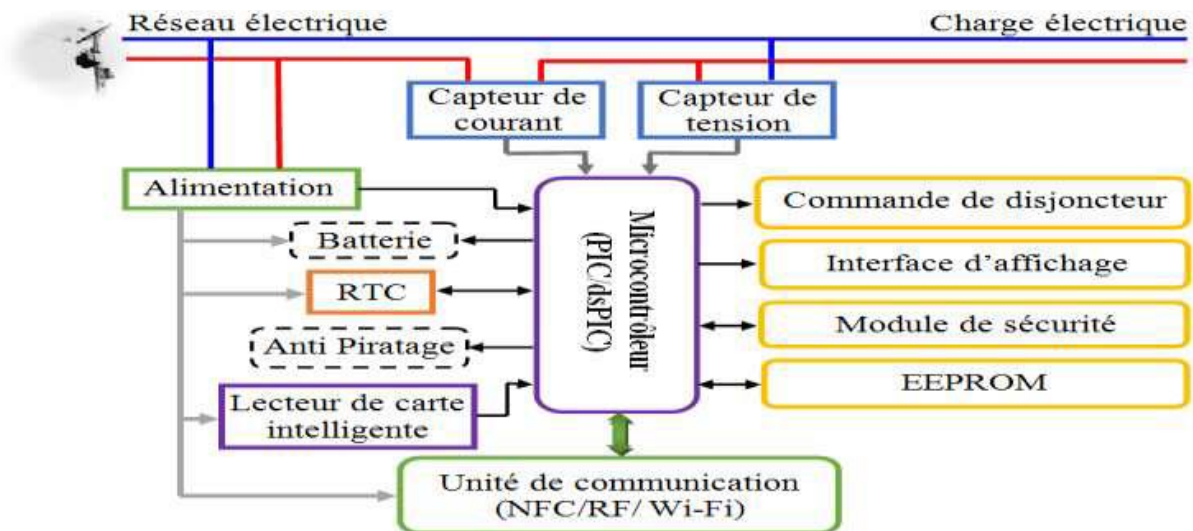 Réseau électrique
Charge électrique
Capteur de
courant
Capteur de
tension
Alimentation
Batterie
RTC
Anti Piratage
Lecteur de carte
intelligente
Microcontrôleur
(PIC/dsPIC)
Commande de disjoncteur
Interface d’affichage
Module de sécurité
EEPROM
Unité de communication
(NFC/RF/ Wi-Fi)